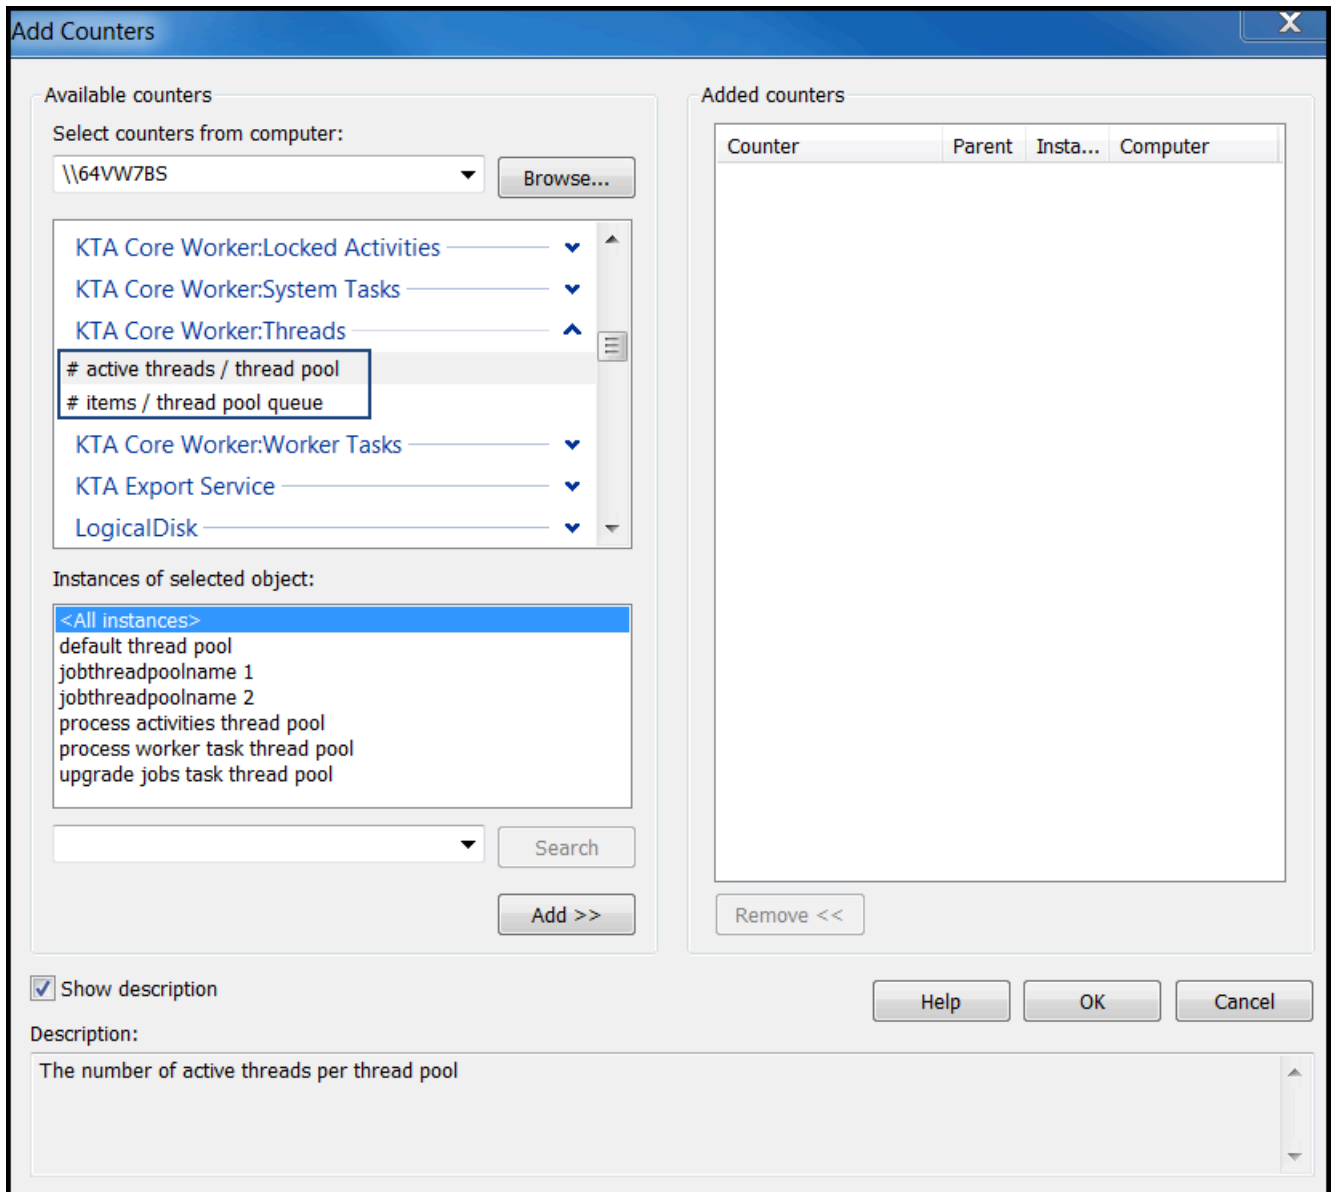 Add Counters
X
Available counters
Select counters from computer:
\\64VW7BS
Browse...
KTA Core Worker:Locked Activities
KTA Core Worker:System Tasks
KTA Core Worker:Threads
# active threads / thread pool
# items / thread pool queue
KTA Core Worker:Worker Tasks
KTA Export Service
LogicalDisk
Instances of selected object:
<All instances>
default thread pool
jobthreadpoolname 1
jobthreadpoolname 2
process activities thread pool
process worker task thread pool
upgrade jobs task thread pool
Search
Add >>
Added counters
Counter Parent Insta... Computer
Remove <<
Show description
Help OK Cancel
Description:
The number of active threads per thread pool